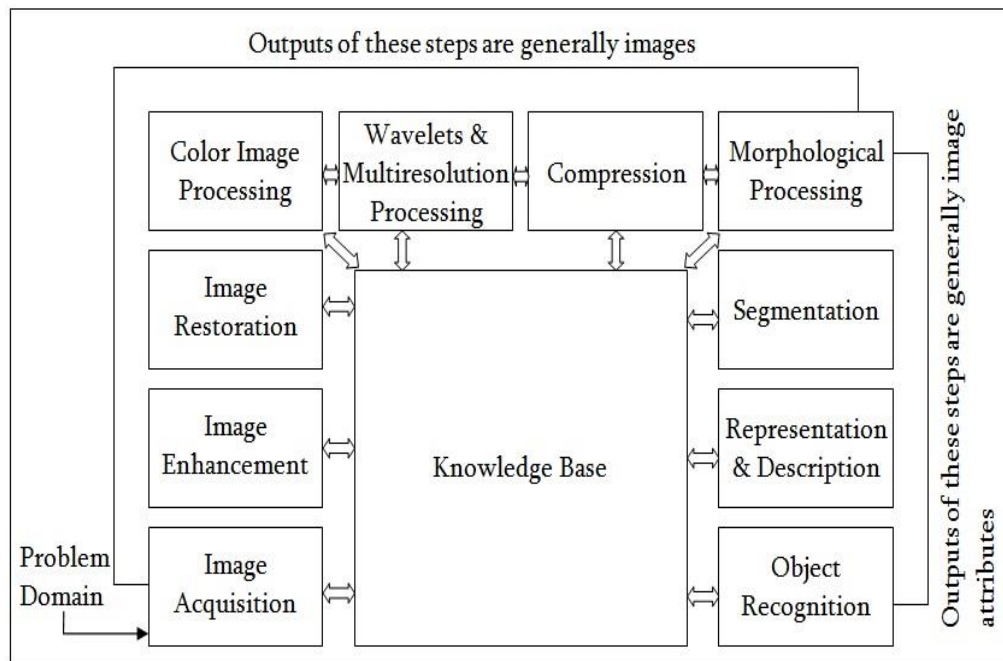 Outputs of these steps are generally images
Color Image
Processing
Wavelets &
Multiresolution
Processing
Compression
Morphological
Processing
Image
Restoration
Segmentation
Image
Enhancement
Knowledge Base
Representation
& Description
Problem
Domain
Image
Acquisition
Object
Recognition
Outputs of these steps are generally image
attributes